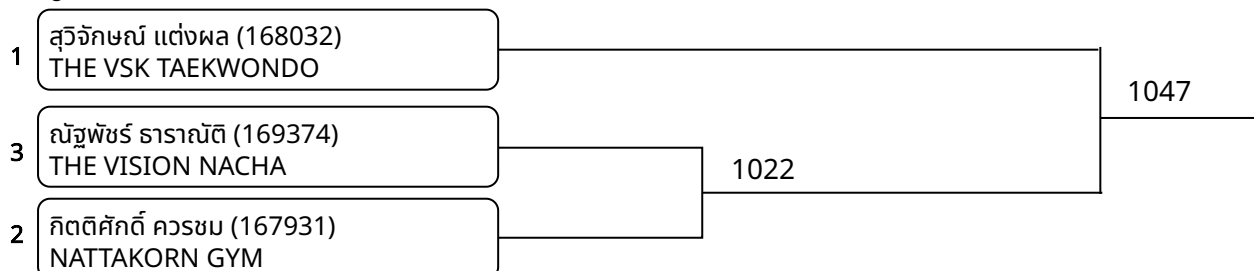 1
สุวิจักษณ์ แต่งผล (168032)
THE VSK TAEKWONDO
1047
3
ณัฐพัชร์ ธาราณัติ (169374)
THE VISION NACHA
1022
2
กิตติศักดิ์ ควรชม (167931)
NATTAKORN GYM